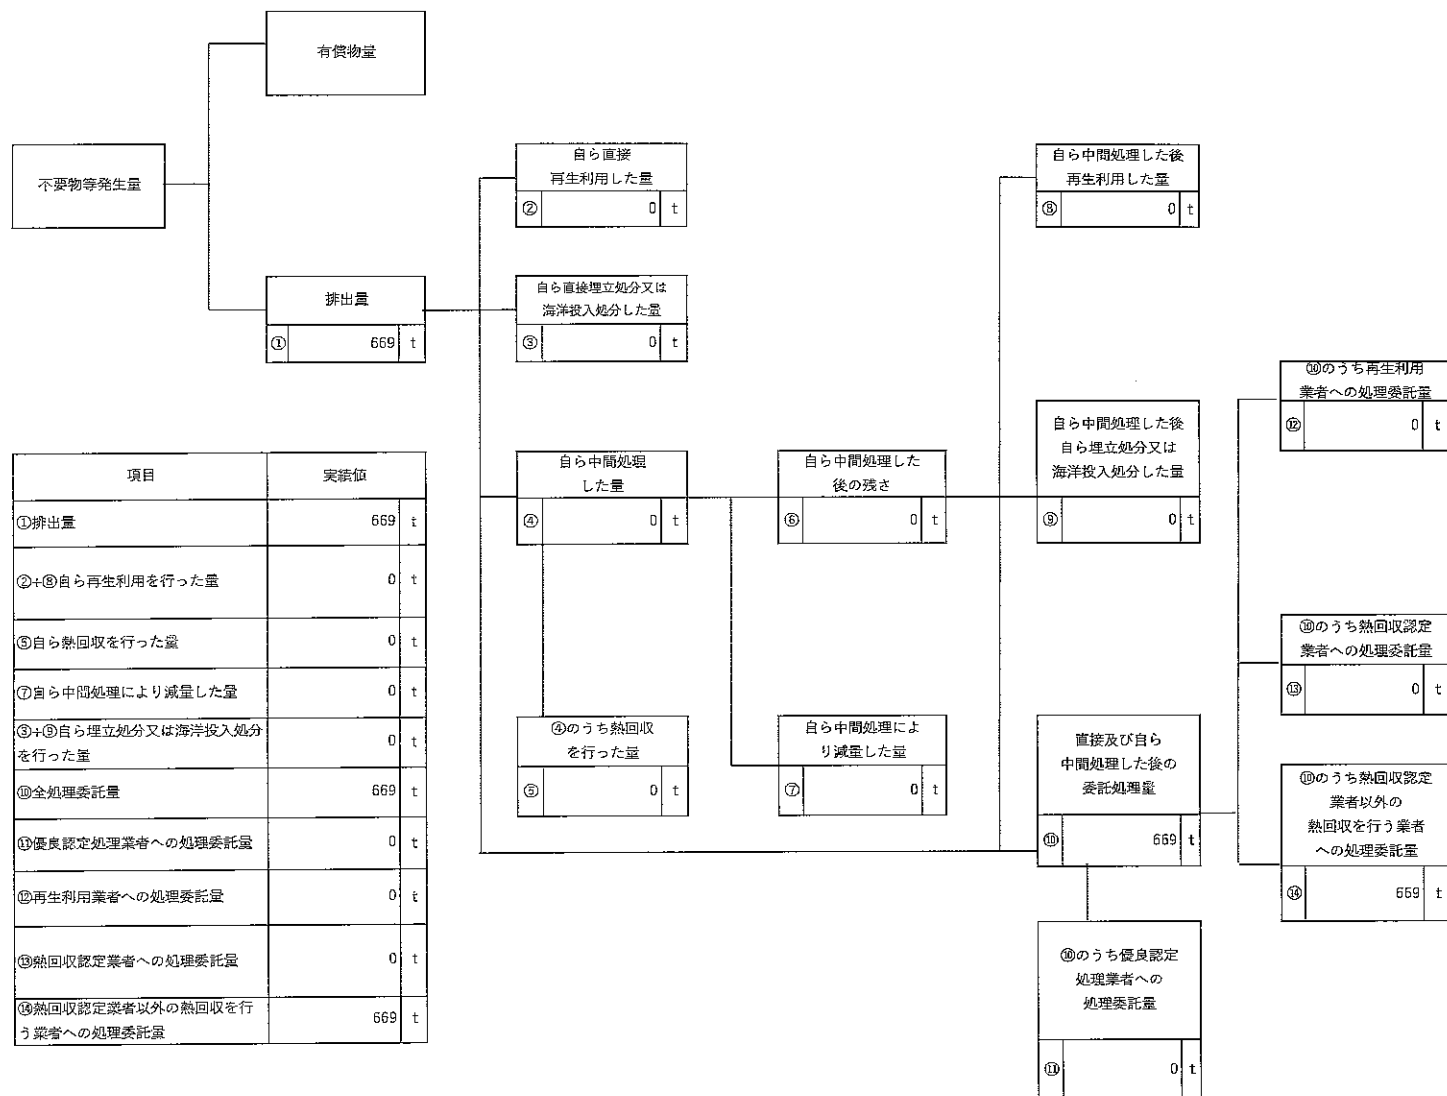 有償物量
不要物等発生量
排出量
① 669 t
自ら直接
再生利用した量
② 0 t
自ら直接埋立処分又は
海洋投入処分した量
③ 0 t
自ら中間処理
した量
④ 0 t
④のうち熱回収
を行った量
⑤ 0 t
自ら中間処理した
後の残さ
⑥ 0 t
自ら中間処理によ
り減量した量
⑦ 0 t
自ら中間処理した後
再生利用した量
⑧ 0 t
自ら中間処理した後
自ら埋立処分又は
海洋投入処分した量
⑨ 0 t
直接及び自ら
中間処理した後の
委託処理量
⑩ 669 t
⑩のうち優良認定
処理業者への
処理委託量
⑪ 0 t
⑩のうち再生利用
業者への処理委託量
⑫ 0 t
⑩のうち熱回収認定
業者への処理委託量
⑬ 0 t
⑩のうち熱回収認定
業者以外の
熱回収を行う業者
への処理委託量
⑭ 669 t
項目 実績値
①排出量 669 t
②+⑧自ら再生利用を行った量 0 t
⑤自ら熱回収を行った量 0 t
⑦自ら中間処理により減量した量 0 t
③+⑨自ら埋立処分又は海洋投入処分
を行った量 0 t
⑩全処理委託量 669 t
⑪優良認定処理業者への処理委託量 0 t
⑫再生利用業者への処理委託量 0 t
⑬熱回収認定業者への処理委託量 0 t
⑭熱回収認定業者以外の熱回収を行
う業者への処理委託量 669 t